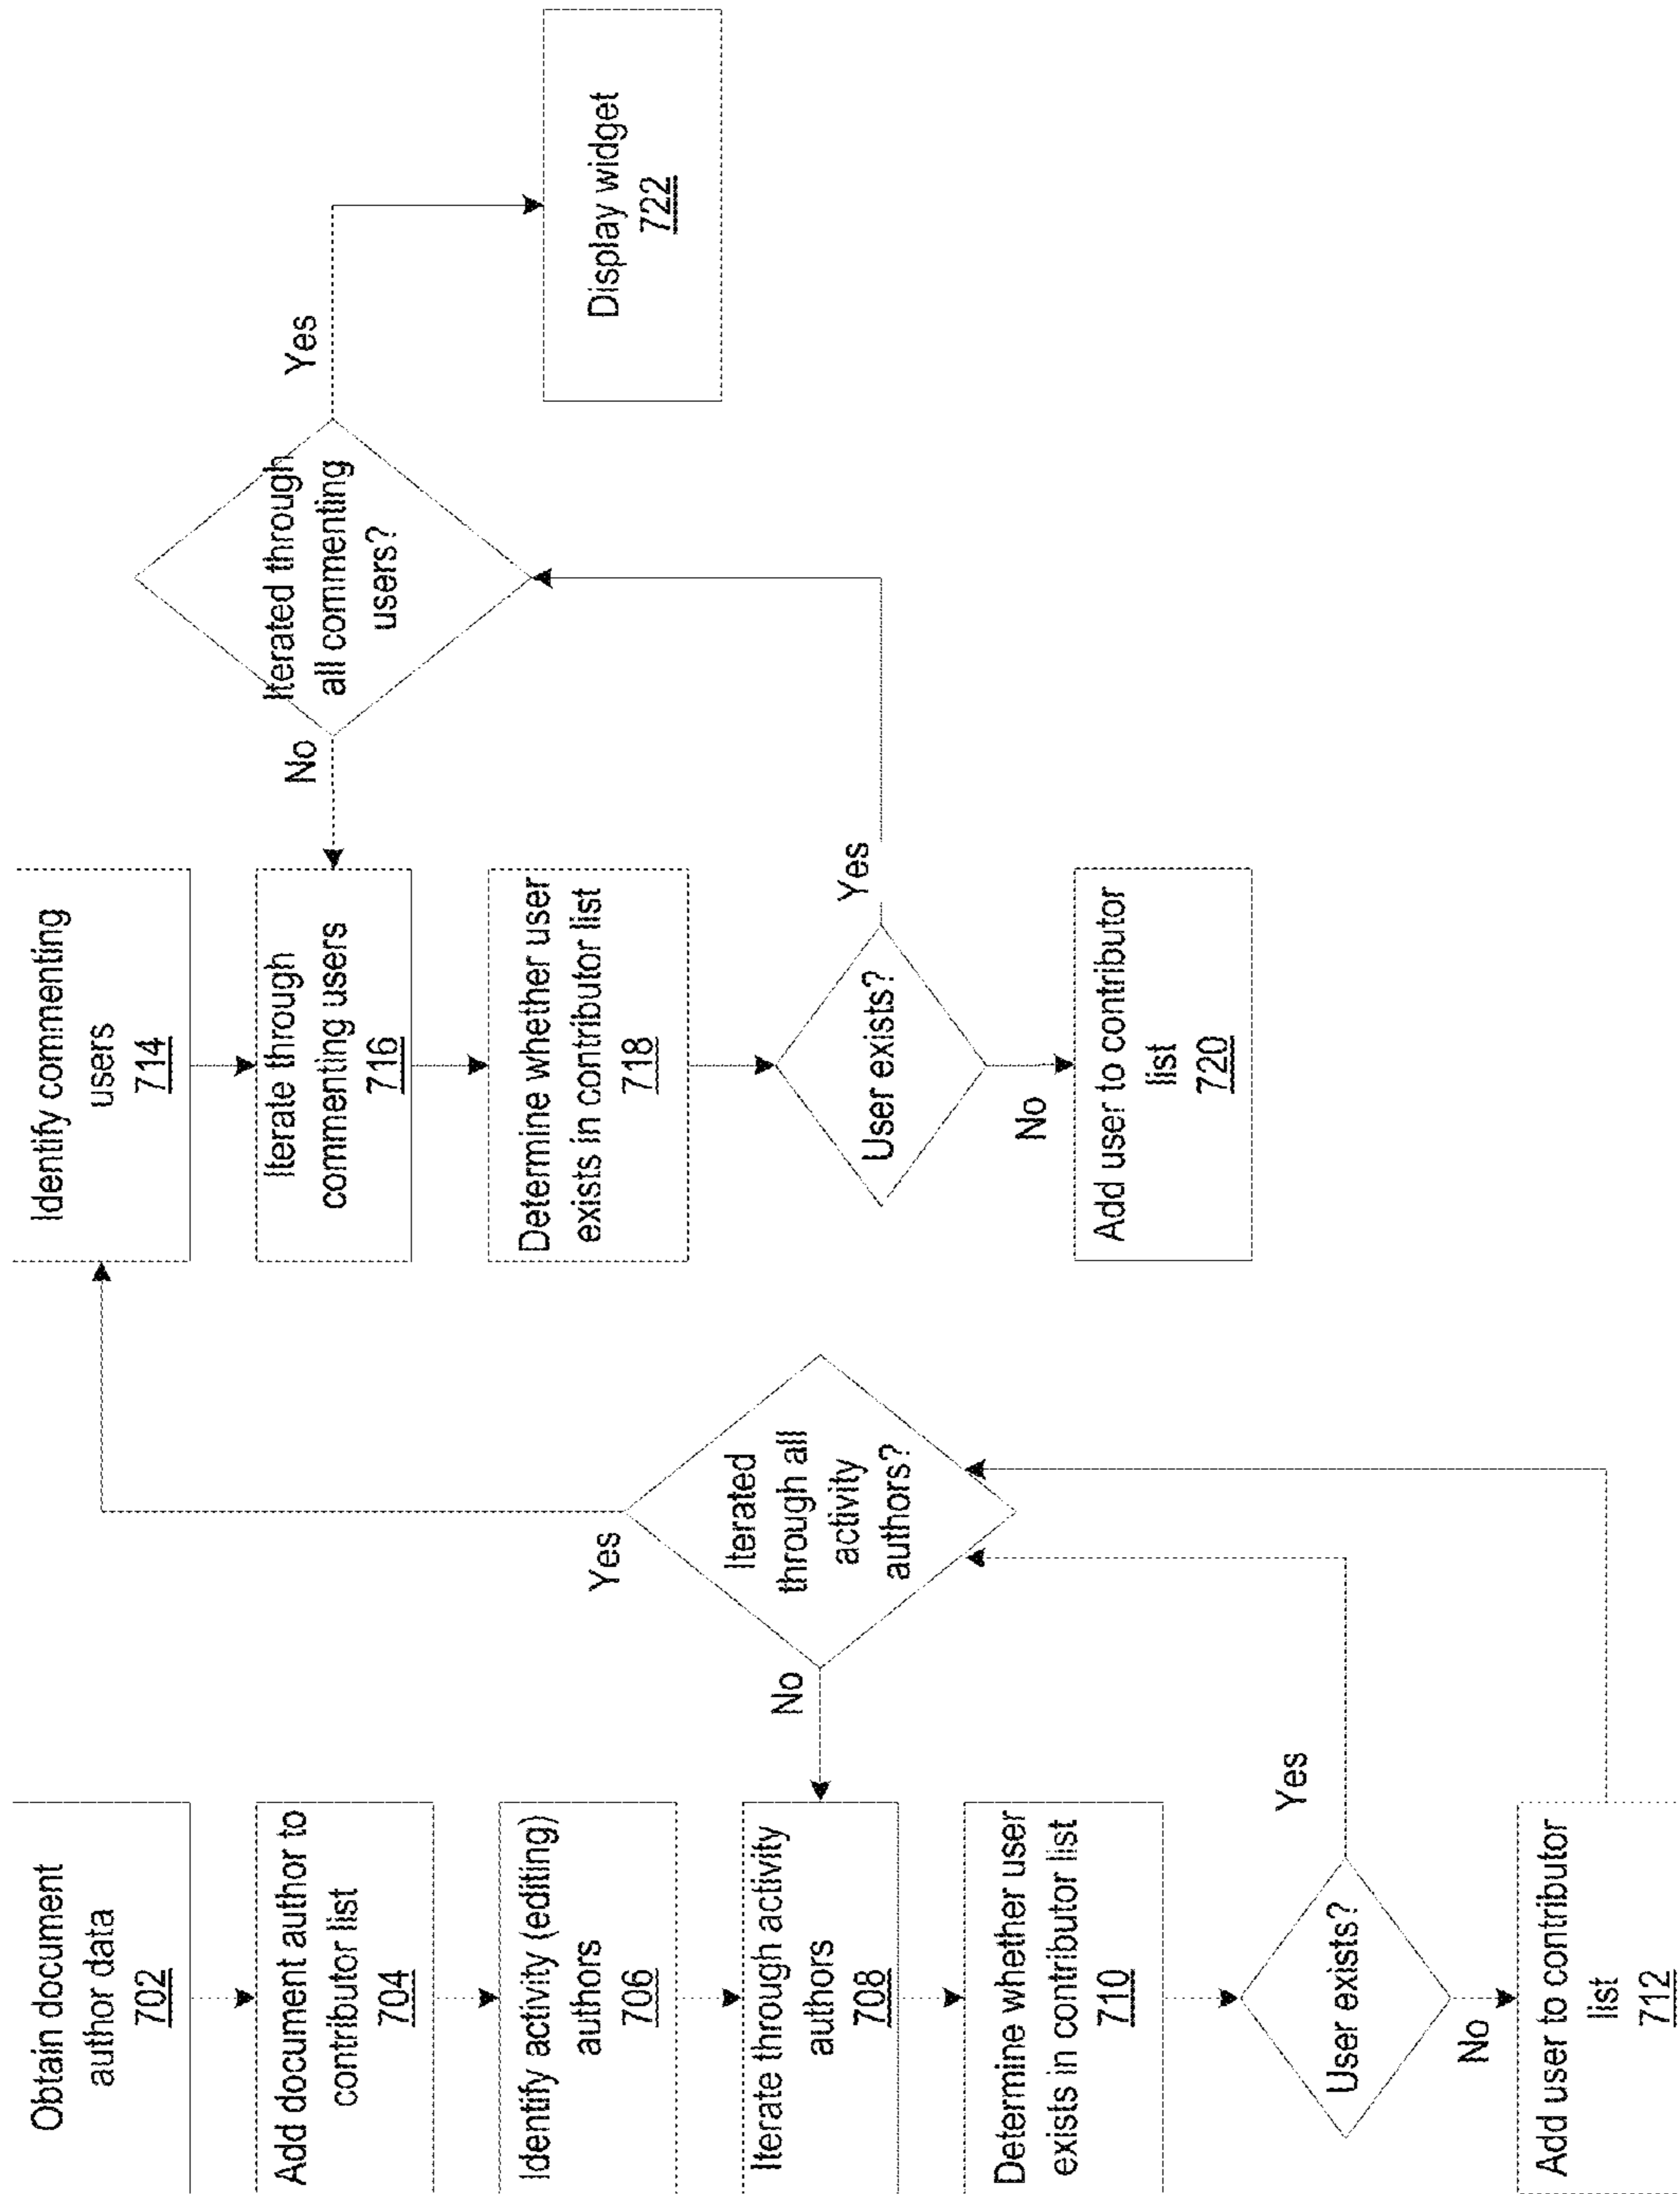 Obtain document
author data
702
Add document author to
contributor list
704
Identify activity (editing)
authors
706
Iterate through activity
authors
708
Determine whether user
exists in contributor list
710
User exists?
Yes
No
Add user to contributor
list
712
Iterated
through all
activity
authors?
No
Yes
Identify commenting
users
714
Iterate through
commenting users
716
Determine whether user
exists in contributor list
718
User exists?
Yes
No
Add user to contributor
list
720
Iterated through
all commenting
users?
No
Yes
Display widget
722